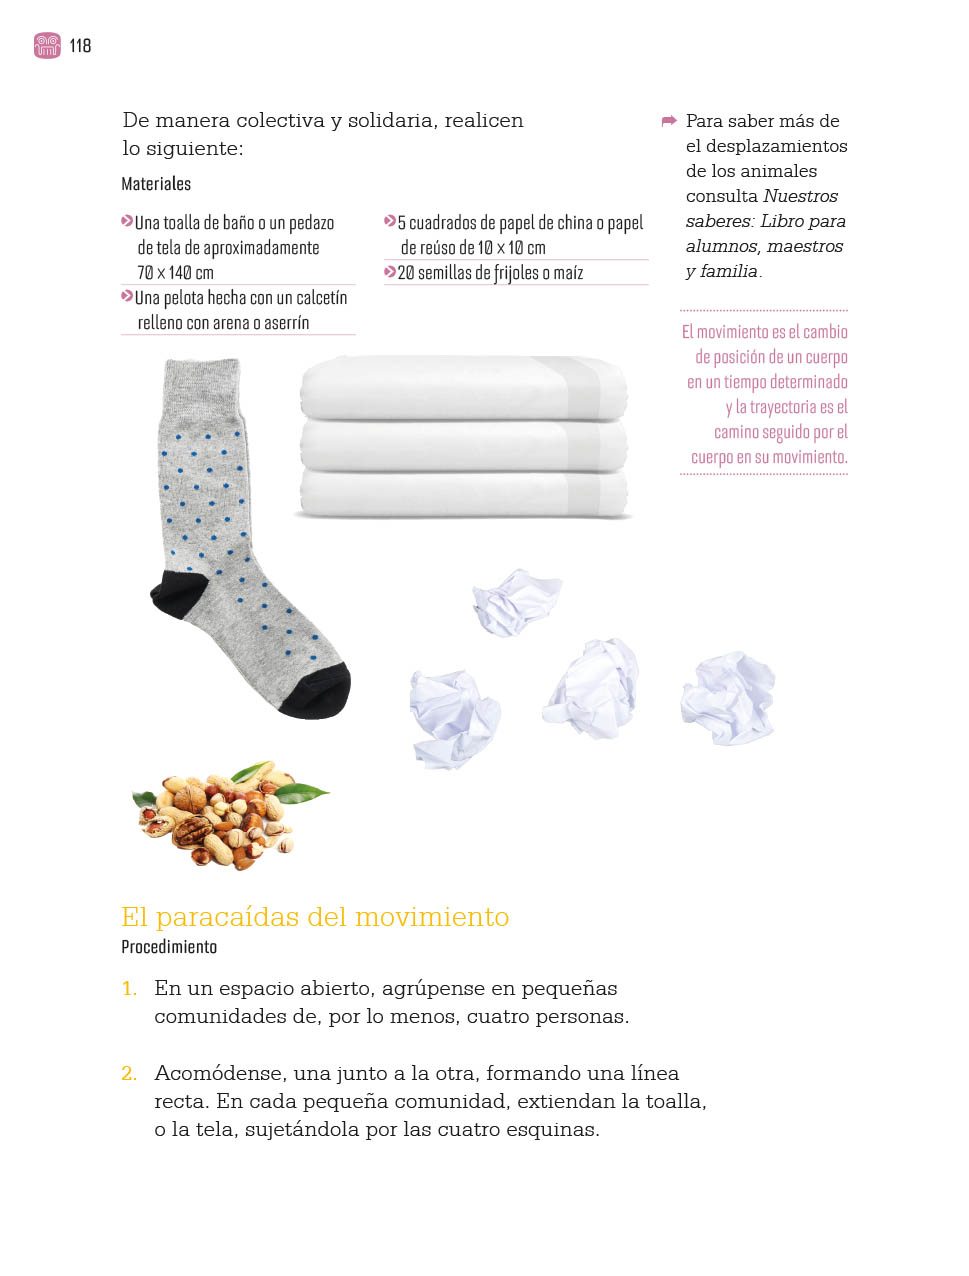 118
De manera colectiva y solidaria, realicen
lo siguiente:
Materiales
Una toalla de baño o un pedazo
de tela de aproximadamente
70 × 140 cm
Una pelota hecha con un calcetín
relleno con arena o aserrín
5 cuadrados de papel de china o papel
de reúso de 10 × 10 cm
20 semillas de frijoles o maíz
Para saber más de
el desplazamientos
de los animales
consulta Nuestros
saberes: Libro para
alumnos, maestros
y familia.
El movimiento es el cambio
de posición de un cuerpo
en un tiempo determinado
y la trayectoria es el
camino seguido por el
cuerpo en su movimiento.
El paracaídas del movimiento
Procedimiento
1. En un espacio abierto, agrúpense en pequeñas
comunidades de, por lo menos, cuatro personas.
2. Acomódense, una junto a la otra, formando una línea
recta. En cada pequeña comunidad, extiendan la toalla,
o la tela, sujetándola por las cuatro esquinas.